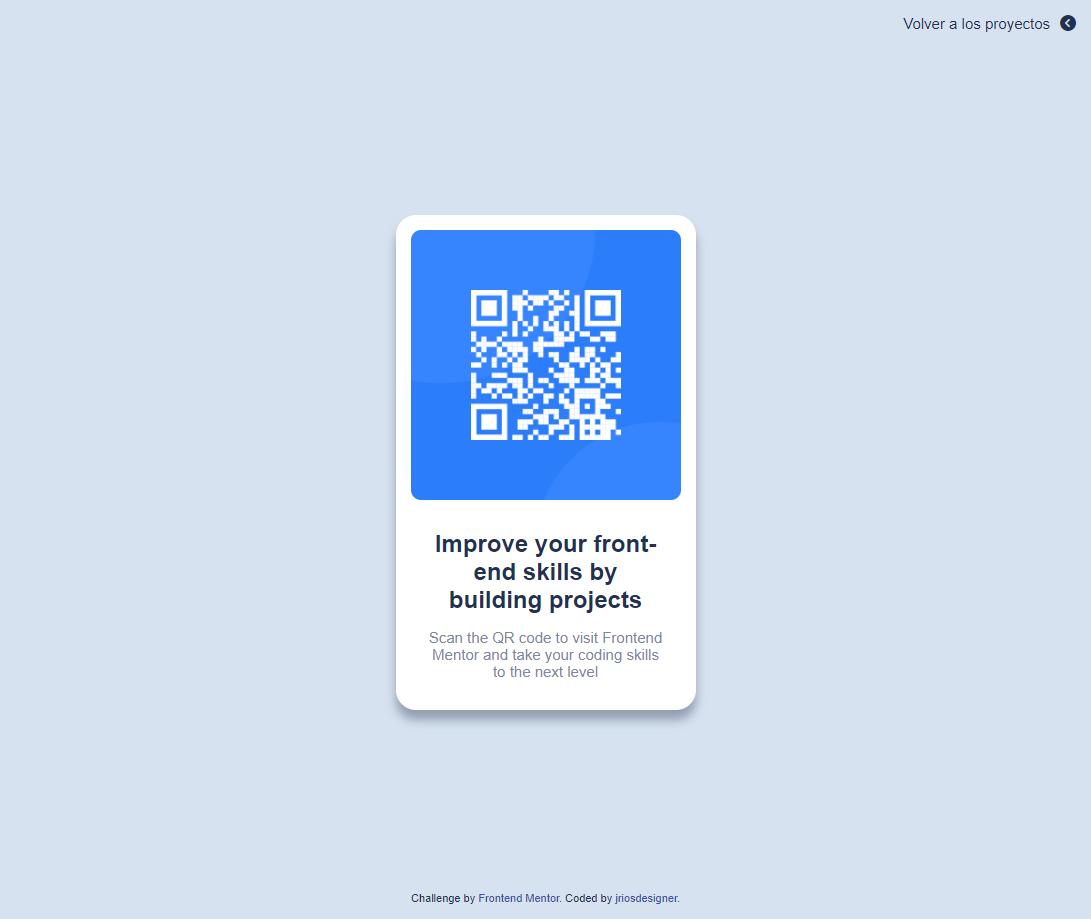 Volver a los proyectos
Improve your front-
end skills by
building projects
Scan the QR code to visit Frontend
Mentor and take your coding skills
to the next level
Challenge by Frontend Mentor. Coded by jriosdesigner.